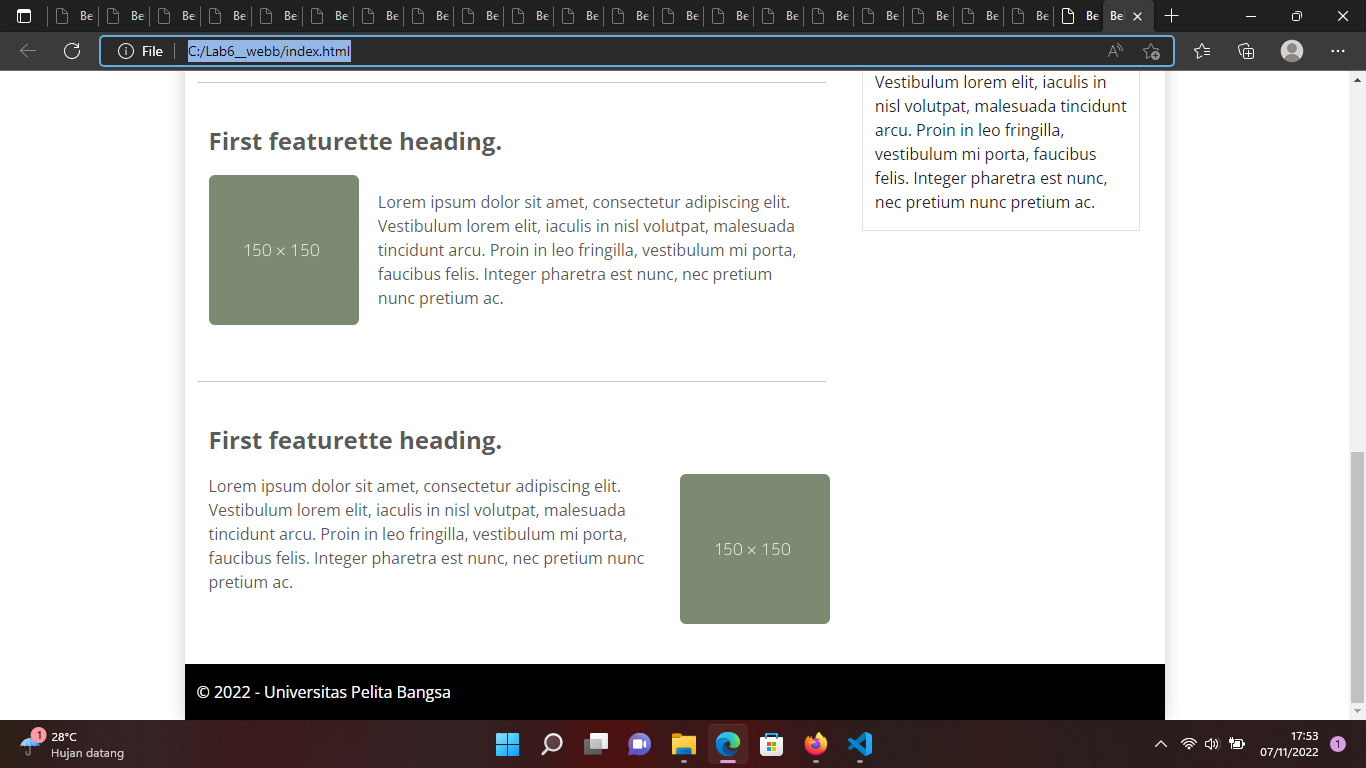 Be Be Be Be Be Be Be Be Be Be Be Be Be Be Be Be Be Be Be Be Be Be
File C:/Lab6__webb/index.html
Vestibulum lorem elit, iaculis in
nisl volutpat, malesuada tincidunt
arcu. Proin in leo fringilla,
vestibulum mi porta, faucibus
felis. Integer pharetra est nunc,
nec pretium nunc pretium ac.
First featurette heading.
150 × 150
Lorem ipsum dolor sit amet, consectetur adipiscing elit.
Vestibulum lorem elit, iaculis in nisl volutpat, malesuada
tincidunt arcu. Proin in leo fringilla, vestibulum mi porta,
faucibus felis. Integer pharetra est nunc, nec pretium
nunc pretium ac.
First featurette heading.
Lorem ipsum dolor sit amet, consectetur adipiscing elit.
Vestibulum lorem elit, iaculis in nisl volutpat, malesuada
tincidunt arcu. Proin in leo fringilla, vestibulum mi porta,
faucibus felis. Integer pharetra est nunc, nec pretium nunc
pretium ac.
150 × 150
© 2022 - Universitas Pelita Bangsa
1
28°C
Hujan datang
17:53
07/11/2022
1